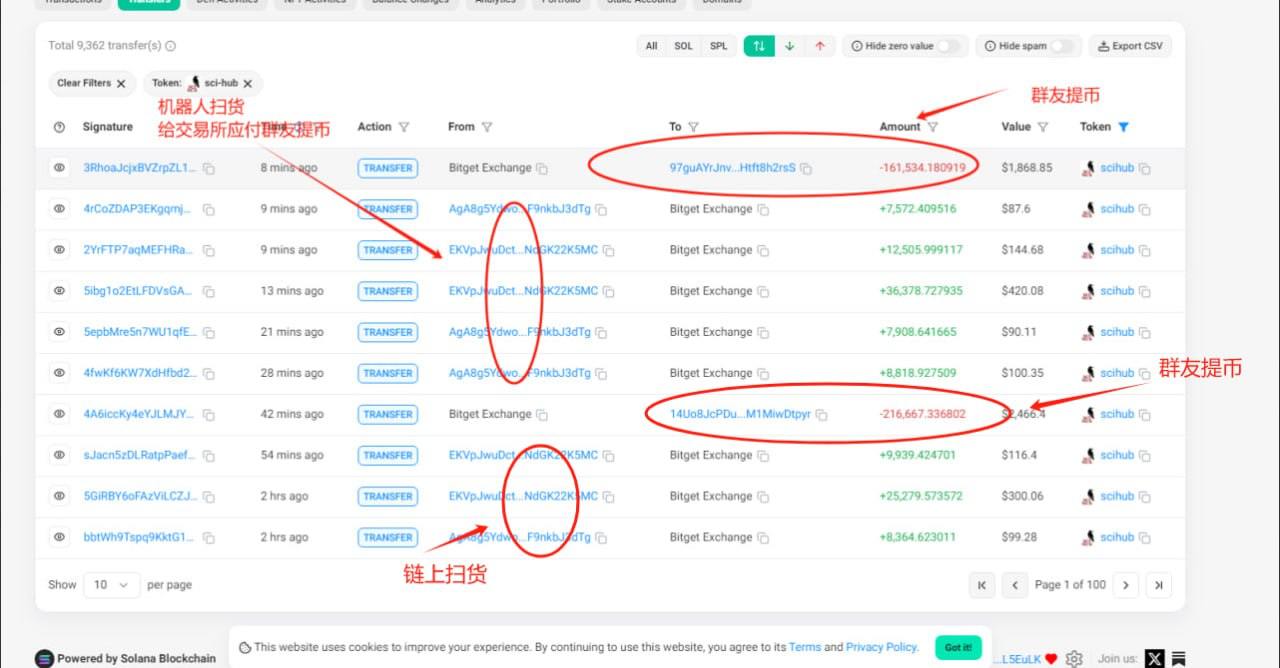 Transactions Transfers Defi Activities NFT Activities Balance Changes Analytics Portfolio Stake Accounts Domains
Total 9,362 transfer(s) All SOL SPL Hide zero value Hide spam Export CSV
Clear Filters Token: sci-hub
机器人扫货
给交易所应付群友提币
群友提币
Signature Time Action From To Amount Value Token
3RhoaJcjxBVZrpZL1... 8 mins ago TRANSFER Bitget Exchange 97guAYrJnv...Htft8h2rsS -161,534.180919 $1,868.85 scihub
4rCoZDAP3EKgqmj... 9 mins ago TRANSFER AgA8g5Ydwo...F9nkbJ3dTg Bitget Exchange +7,572.409516 $87.6 scihub
2YrFTP7aqMEFHRa... 9 mins ago TRANSFER EKVpJwuDct...NdGK22K5MC Bitget Exchange +12,505.999117 $144.68 scihub
5ibg1o2EtLFDVsGA... 13 mins ago TRANSFER EKVpJwuDct...NdGK22K5MC Bitget Exchange +36,378.727935 $420.08 scihub
5epbMre5n7WU1qfE... 21 mins ago TRANSFER AgA8g5Ydwo...F9nkbJ3dTg Bitget Exchange +7,908.641665 $90.11 scihub
4fwKf6KW7XdHfbd2... 28 mins ago TRANSFER AgA8g5Ydwo...F9nkbJ3dTg Bitget Exchange +8,818.927509 $100.35 scihub
群友提币
4A6iccKy4eYJLMJY... 42 mins ago TRANSFER Bitget Exchange 14Uo8JcPDu...M1MiwDtpyr -216,667.336802 $2,466.4 scihub
sJacn5zDLRatpPaef... 54 mins ago TRANSFER EKVpJwuDct...NdGK22K5MC Bitget Exchange +9,939.424701 $116.4 scihub
5GiRBY6oFAzViLCZJ... 2 hrs ago TRANSFER EKVpJwuDct...NdGK22K5MC Bitget Exchange +25,279.573572 $300.06 scihub
bbtWh9Tspq9KktG1... 2 hrs ago TRANSFER AgA8g5Ydwo...F9nkbJ3dTg Bitget Exchange +8,364.623011 $99.28 scihub
链上扫货
Show 10 per page Page 1 of 100
This website uses cookies to improve your experience. By continuing to use this website, you agree to its Terms and Privacy Policy. Got it!
Powered by Solana Blockchain ...L5EuLK Join us: